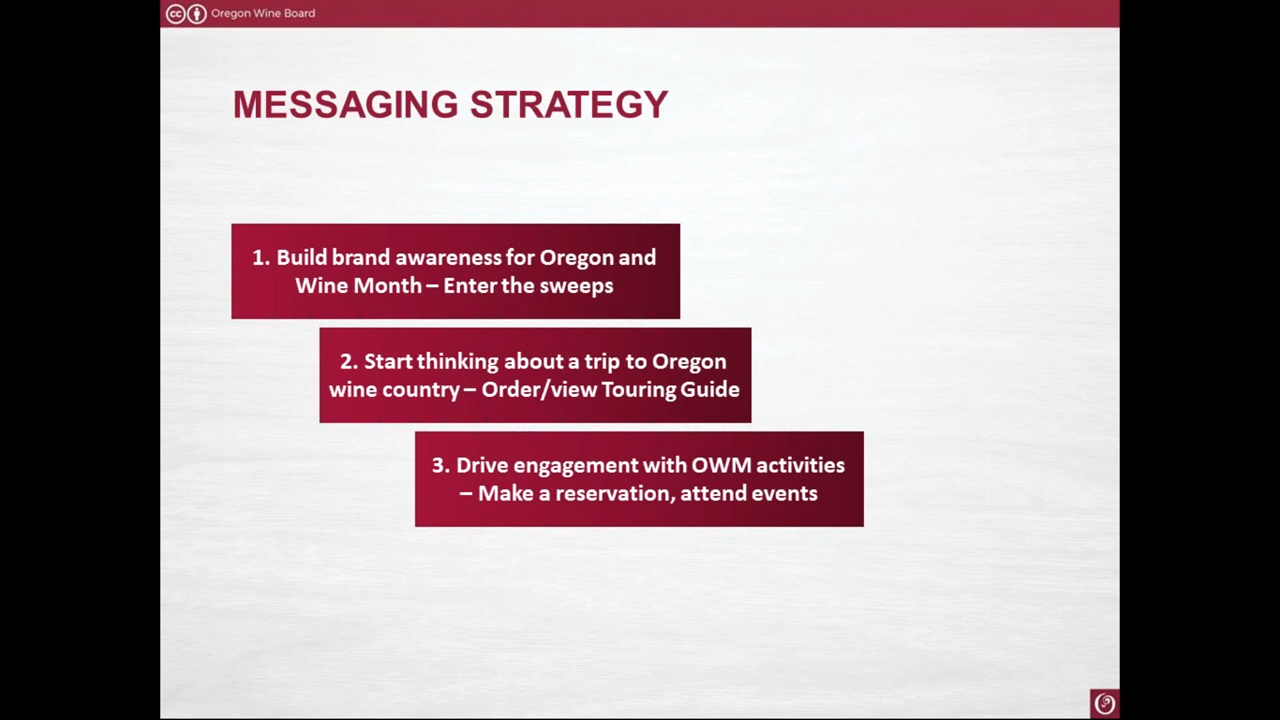 cc Oregon Wine Board
MESSAGING STRATEGY
1. Build brand awareness for Oregon and
Wine Month – Enter the sweeps
2. Start thinking about a trip to Oregon
wine country – Order/view Touring Guide
3. Drive engagement with OWM activities
– Make a reservation, attend events